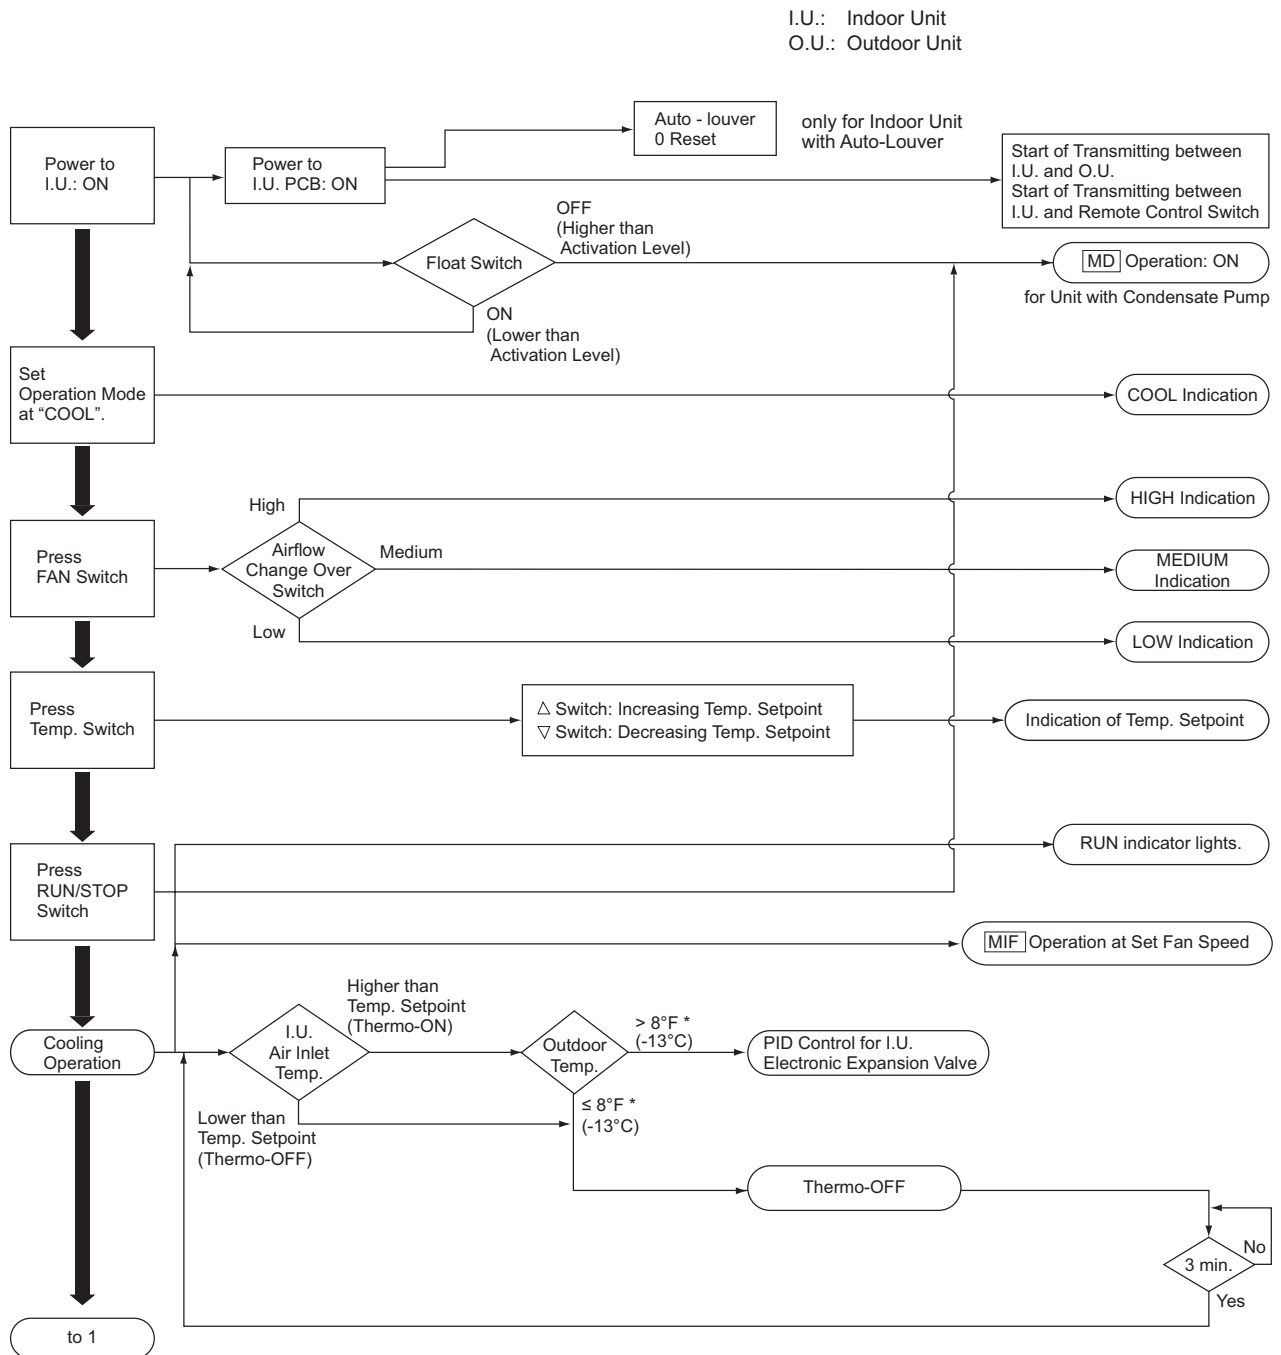 I.U.: Indoor Unit
O.U.: Outdoor Unit
Power to
I.U.: ON
Power to
I.U. PCB: ON
Auto - louver
0 Reset
only for Indoor Unit
with Auto-Louver
Start of Transmitting between
I.U. and O.U.
Start of Transmitting between
I.U. and Remote Control Switch
Float Switch
OFF
(Higher than
Activation Level)
MD Operation: ON
for Unit with Condensate Pump
ON
(Lower than
Activation Level)
Set
Operation Mode
at “COOL”.
COOL Indication
Press
FAN Switch
Airflow
Change Over
Switch
High
Medium
Low
HIGH Indication
MEDIUM
Indication
LOW Indication
Press
Temp. Switch
△ Switch: Increasing Temp. Setpoint
▽ Switch: Decreasing Temp. Setpoint
Indication of Temp. Setpoint
Press
RUN/STOP
Switch
RUN indicator lights.
MIF Operation at Set Fan Speed
Cooling
Operation
I.U.
Air Inlet
Temp.
Higher than
Temp. Setpoint
(Thermo-ON)
Outdoor
Temp.
> 8°F *
(-13°C)
PID Control for I.U.
Electronic Expansion Valve
Lower than
Temp. Setpoint
(Thermo-OFF)
≤ 8°F *
(-13°C)
Thermo-OFF
3 min.
No
Yes
to 1